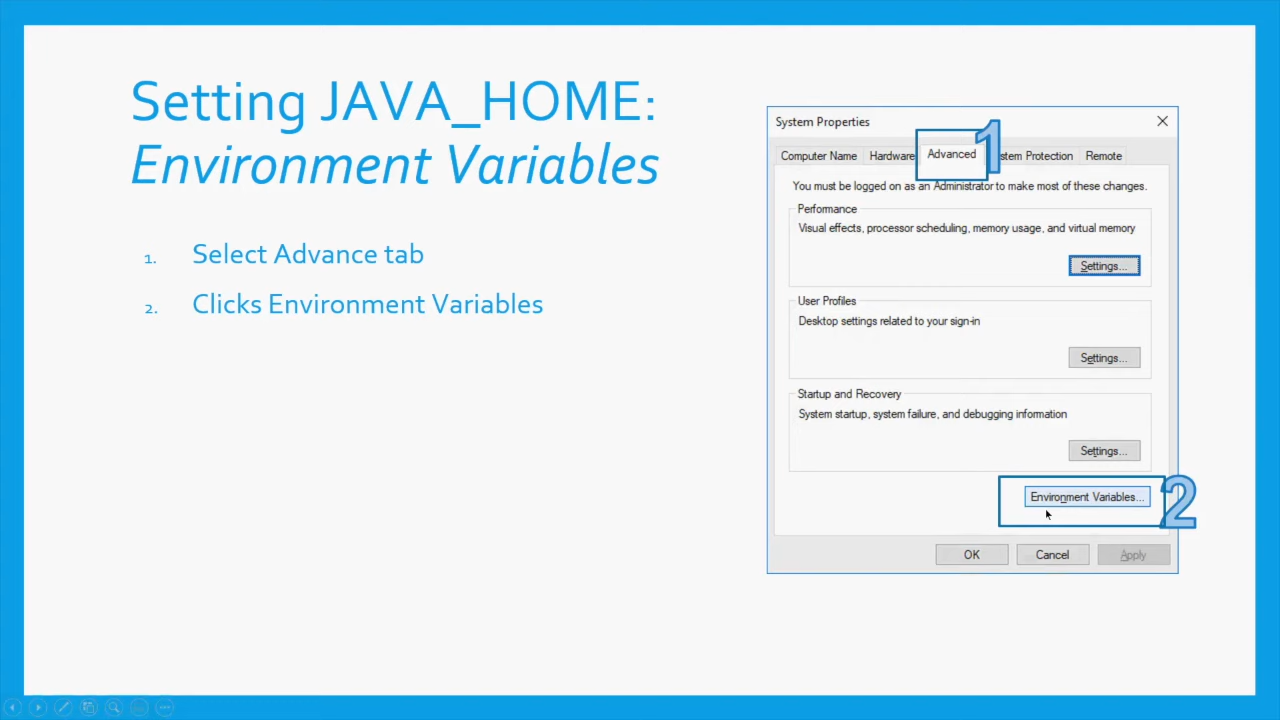 Setting JAVA_HOME:
Environment Variables
1. Select Advance tab
2. Clicks Environment Variables
System Properties
1
Computer Name Hardware Advanced stem Protection Remote
You must be logged on as an Administrator to make most of these changes.
Performance
Visual effects, processor scheduling, memory usage, and virtual memory
Settings...
User Profiles
Desktop settings related to your sign-in
Settings...
Startup and Recovery
System startup, system failure, and debugging information
Settings...
Environment Variables...
2
OK Cancel Apply